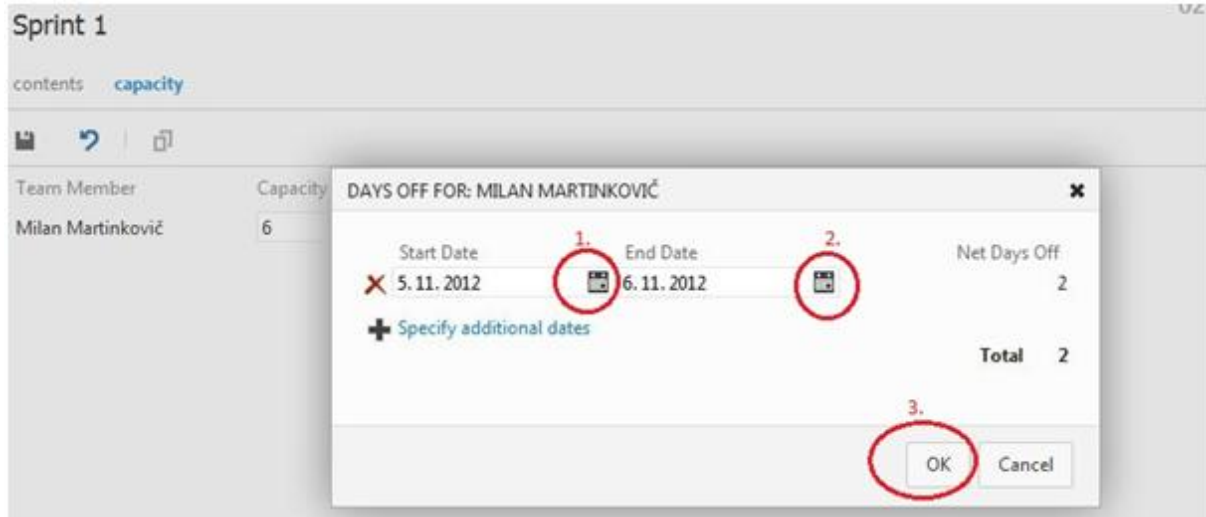 Sprint 1
contents capacity
Team Member Capacity
Milan Martinkovič 6
DAYS OFF FOR: MILAN MARTINKOVIČ
1. 2.
Start Date End Date Net Days Off
5. 11. 2012 6. 11. 2012 2
Specify additional dates
Total 2
3.
OK Cancel